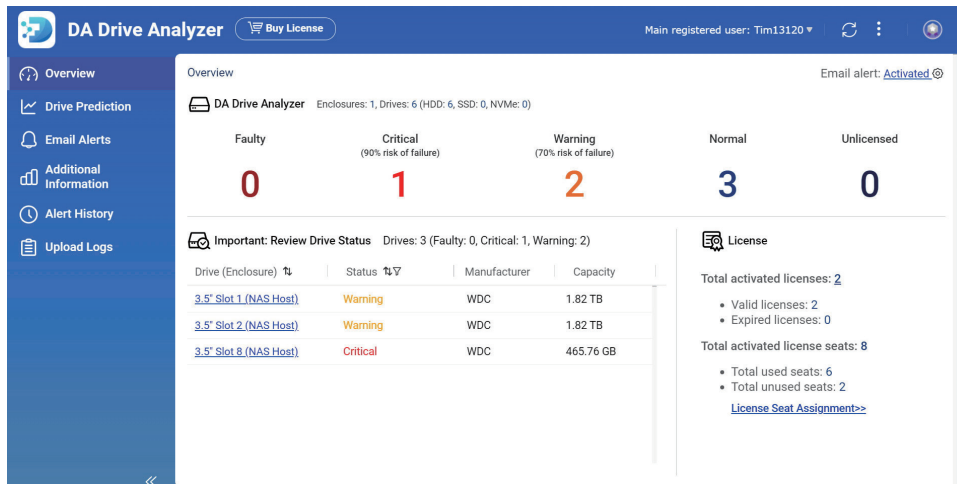 DA Drive Analyzer
Buy License
Main registered user: Tim13120
Overview
Drive Prediction
Email Alerts
Additional
Information
Alert History
Upload Logs
Overview
Email alert: Activated
DA Drive Analyzer Enclosures: 1, Drives: 6 (HDD: 6, SSD: 0, NVMe: 0)
Faulty Critical Warning Normal Unlicensed
(90% risk of failure) (70% risk of failure)
0 1 2 3 0
Important: Review Drive Status Drives: 3 (Faulty: 0, Critical: 1, Warning: 2)
Drive (Enclosure) Status Manufacturer Capacity
3.5" Slot 1 (NAS Host) Warning WDC 1.82 TB
3.5" Slot 2 (NAS Host) Warning WDC 1.82 TB
3.5" Slot 8 (NAS Host) Critical WDC 465.76 GB
License
Total activated licenses: 2
• Valid licenses: 2
• Expired licenses: 0
Total activated license seats: 8
• Total used seats: 6
• Total unused seats: 2
License Seat Assignment>>